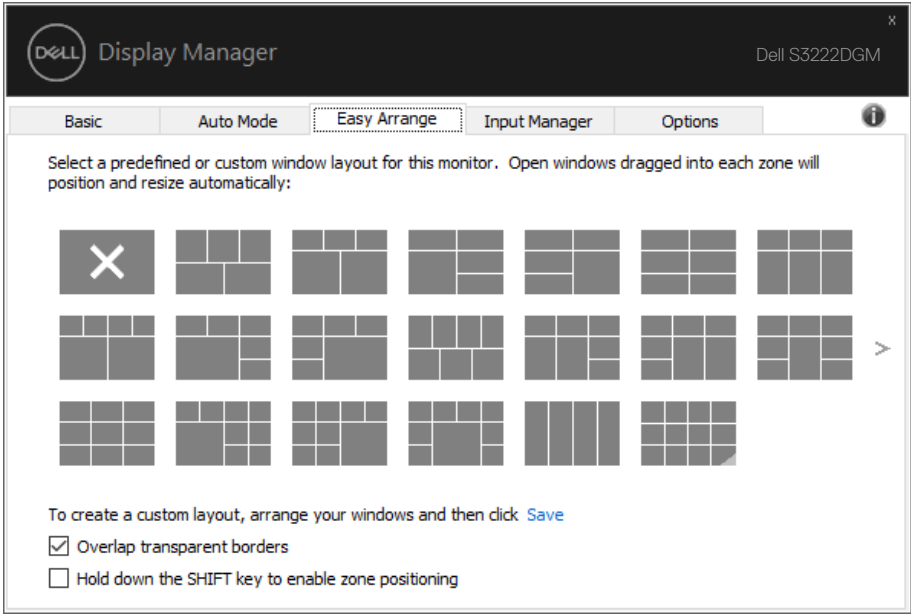 x
DELL Display Manager
Dell S3222DGM
Basic Auto Mode Easy Arrange Input Manager Options
Select a predefined or custom window layout for this monitor. Open windows dragged into each zone will
position and resize automatically:
To create a custom layout, arrange your windows and then click Save
Overlap transparent borders
Hold down the SHIFT key to enable zone positioning